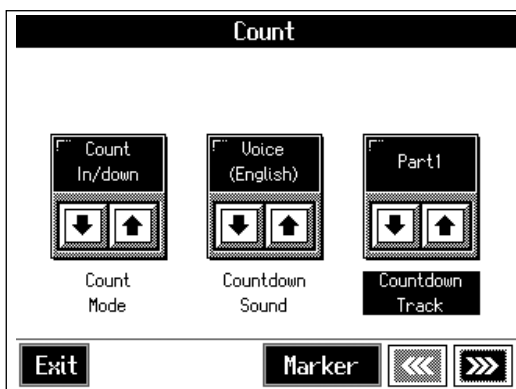 Count
Count
In/down
Voice
(English)
Part1
Count
Mode
Countdown
Sound
Countdown
Track
Exit
Marker